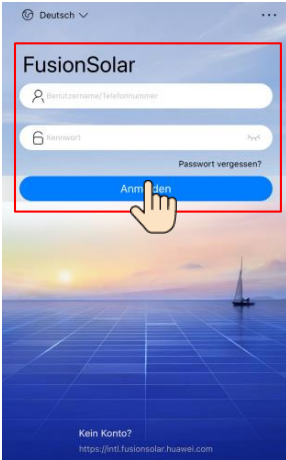 Deutsch
FusionSolar
Benutzername/Telefonnummer
Kennwort
Passwort vergessen?
Anmelden
Kein Konto?
https://intl.fusionsolar.huawei.com